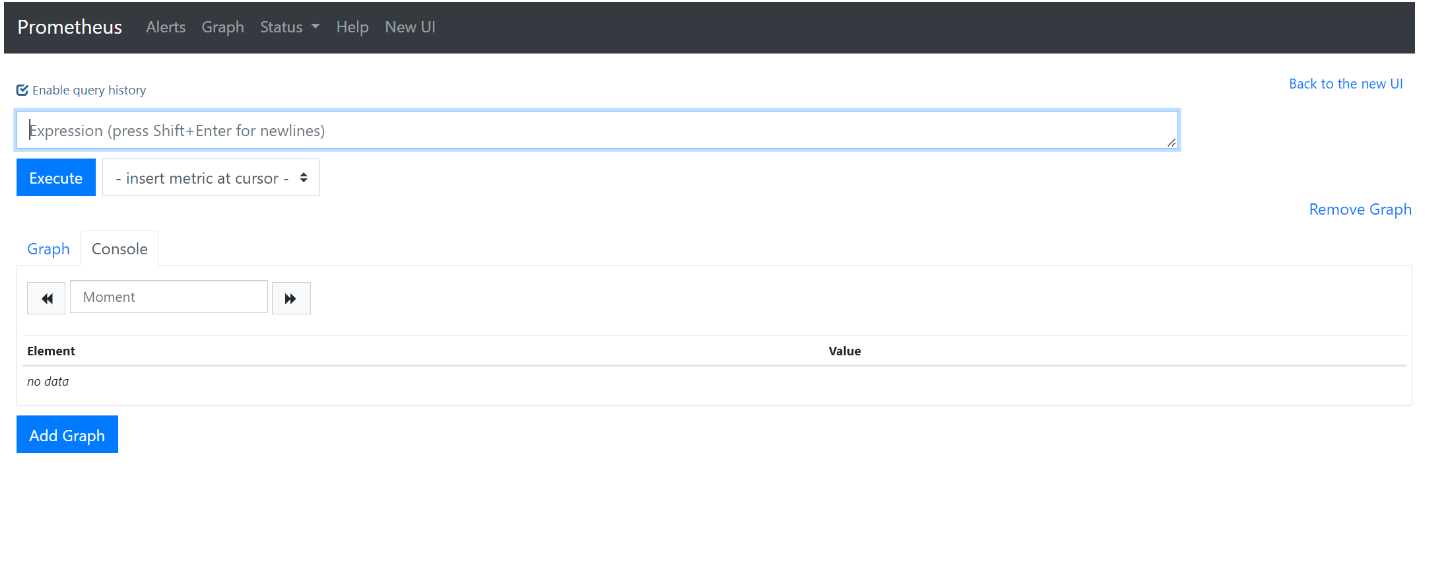 Prometheus Alerts Graph Status Help New UI
Enable query history
Back to the new UI
Expression (press Shift+Enter for newlines)
Execute - insert metric at cursor -
Remove Graph
Graph Console
Moment
Element Value
no data
Add Graph